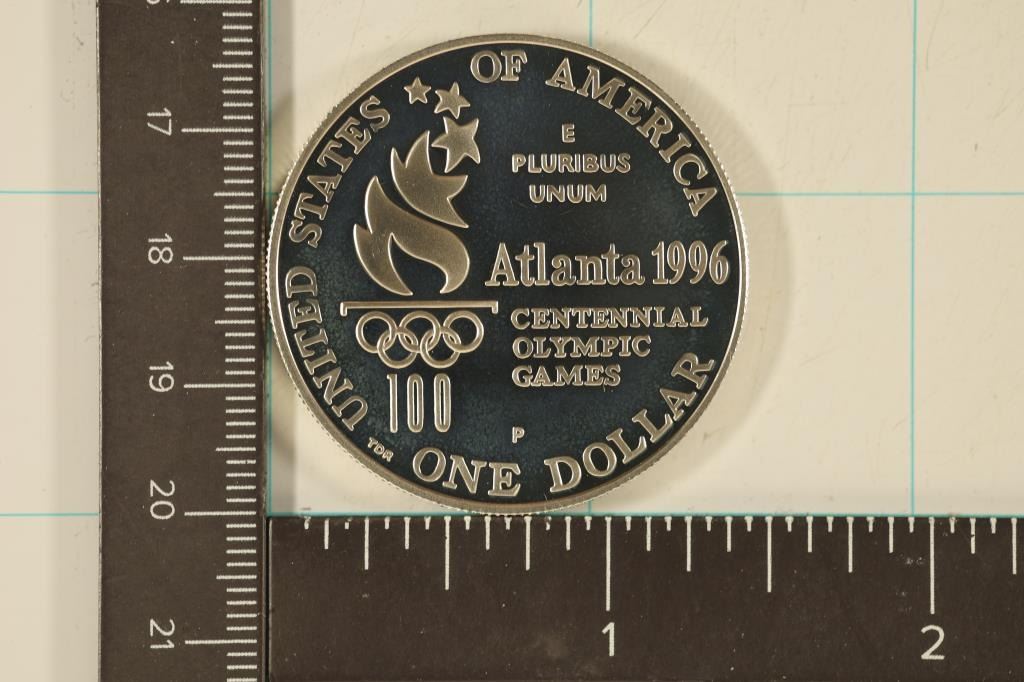 UNITED STATES OF AMERICA
E
PLURIBUS
UNUM
Atlanta 1996
CENTENNIAL
OLYMPIC
GAMES
100
P
TDR
ONE DOLLAR
17
18
19
20
21
1
2